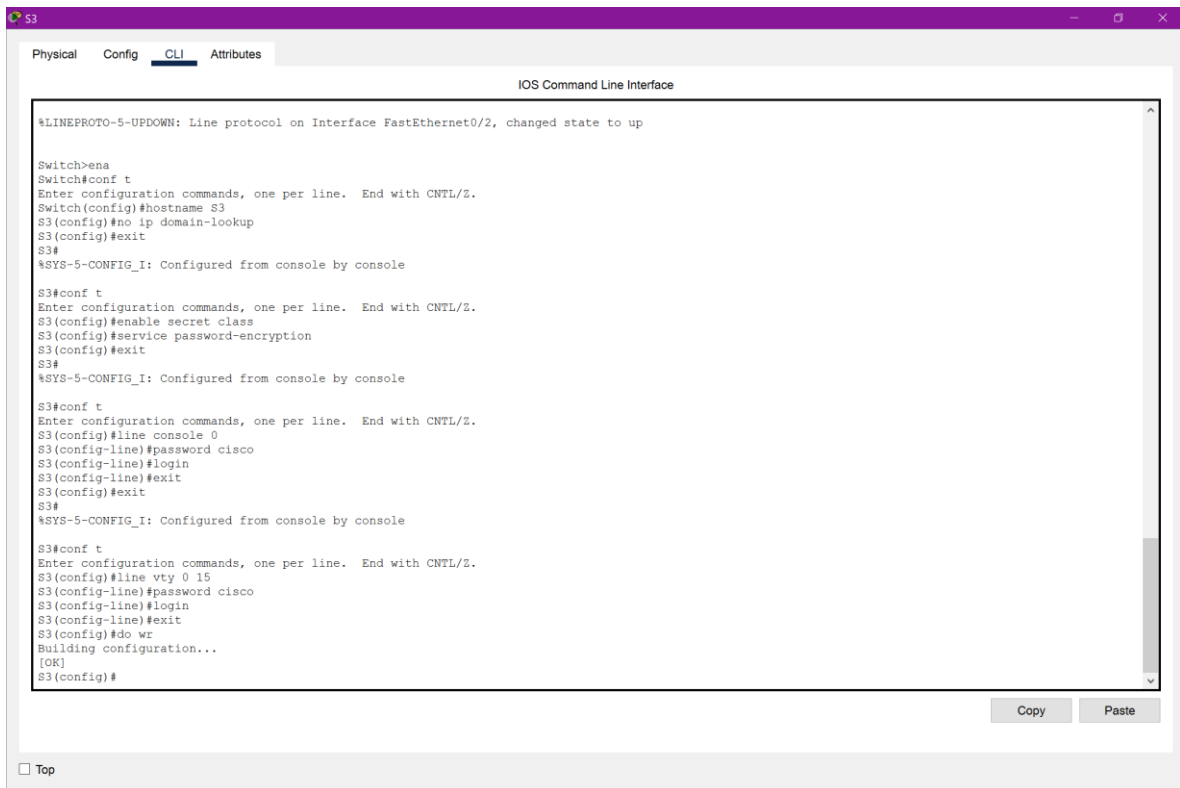 S3
Physical Config CLI Attributes
IOS Command Line Interface
%LINEPROTO-5-UPDOWN: Line protocol on Interface FastEthernet0/2, changed state to up
Switch>ena
Switch#conf t
Enter configuration commands, one per line.  End with CNTL/Z.
Switch(config)#hostname S3
S3(config)#no ip domain-lookup
S3(config)#exit
S3#
%SYS-5-CONFIG_I: Configured from console by console
S3#conf t
Enter configuration commands, one per line.  End with CNTL/Z.
S3(config)#enable secret class
S3(config)#service password-encryption
S3(config)#exit
S3#
%SYS-5-CONFIG_I: Configured from console by console
S3#conf t
Enter configuration commands, one per line.  End with CNTL/Z.
S3(config)#line console 0
S3(config-line)#password cisco
S3(config-line)#login
S3(config-line)#exit
S3(config)#exit
S3#
%SYS-5-CONFIG_I: Configured from console by console
S3#conf t
Enter configuration commands, one per line.  End with CNTL/Z.
S3(config)#line vty 0 15
S3(config-line)#password cisco
S3(config-line)#login
S3(config-line)#exit
S3(config)#do wr
Building configuration...
[OK]
S3(config)#
Copy Paste
Top